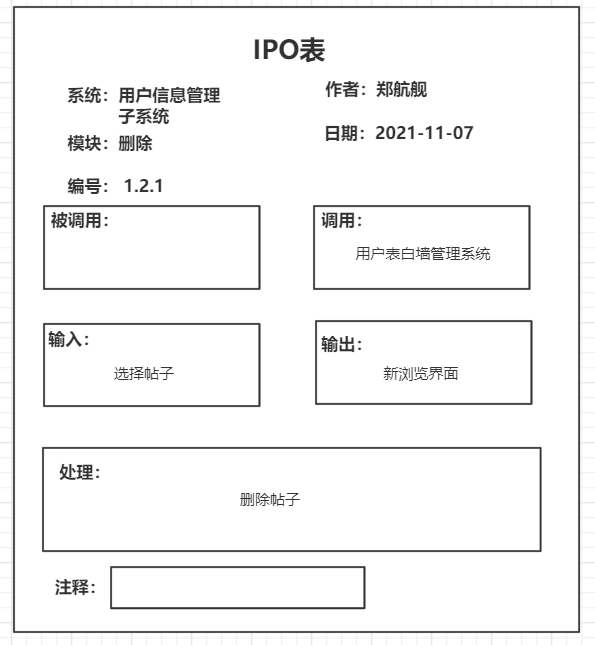 IPO表
系统：用户信息管理
子系统
作者：郑航舰
模块：删除
日期：2021-11-07
编号： 1.2.1
被调用：
调用：
用户表白墙管理系统
输入：
选择帖子
输出：
新浏览界面
处理：
删除帖子
注释：